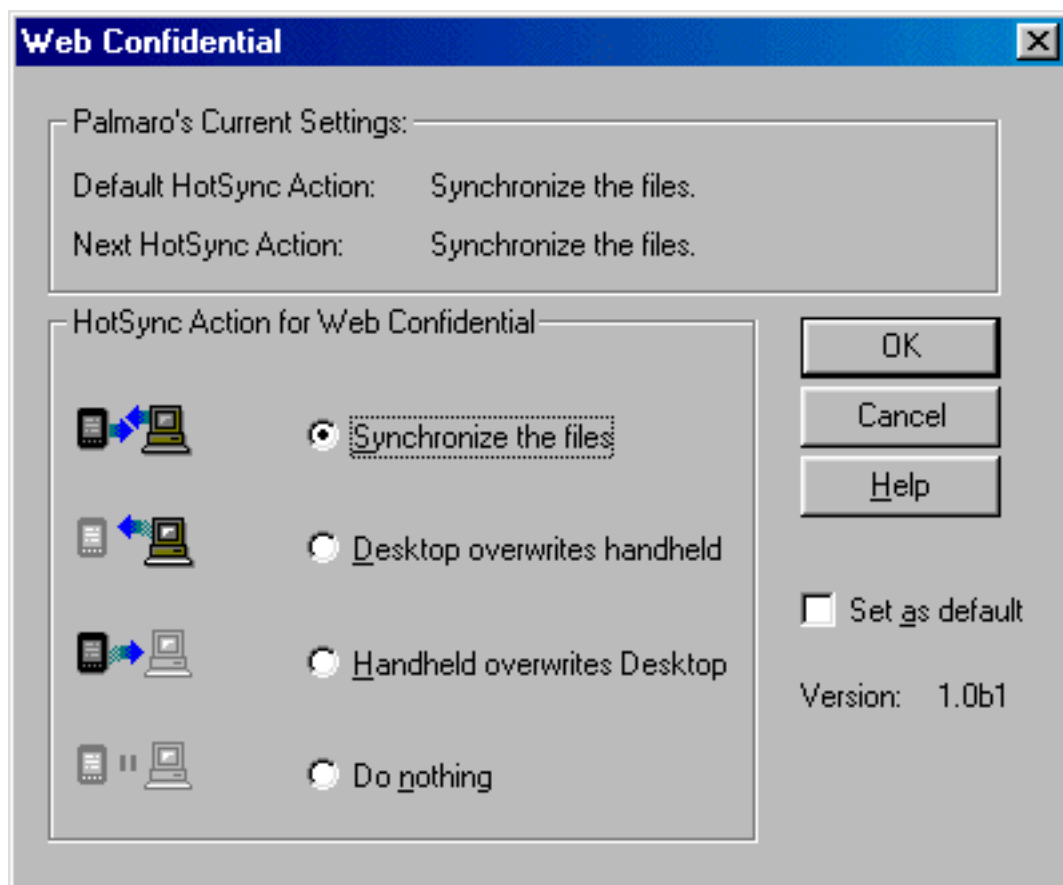 Web Confidential
Palmaro's Current Settings:
Default HotSync Action: Synchronize the files.
Next HotSync Action: Synchronize the files.
HotSync Action for Web Confidential
Synchronize the files
Desktop overwrites handheld
Handheld overwrites Desktop
Do nothing
OK
Cancel
Help
Set as default
Version: 1.0b1